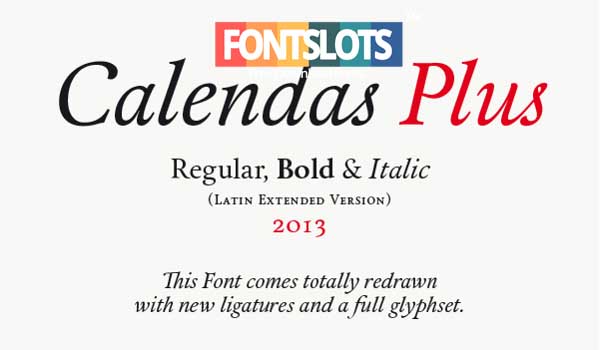 FONTSLOTS
Calendas Plus
Regular, Bold & Italic
(Latin Extended Version)
2013
This Font comes totally redrawn
with new ligatures and a full glyphset.